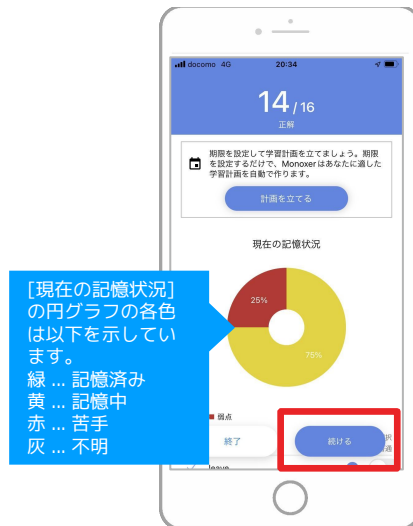 docomo 4G 20:34
14 / 16
正解
期限を設定して学習計画を立てましょう。期限
を設定するだけで、Monoxerはあなたに適した
学習計画を自動で作ります。
計画を立てる
現在の記憶状況
25%
75%
[現在の記憶状況]
の円グラフの各色
は以下を示してい
ます。
緑 ... 記憶済み
黄 ... 記憶中
赤 ... 苦手
灰 ... 不明
弱点
終了
続ける
択
leave